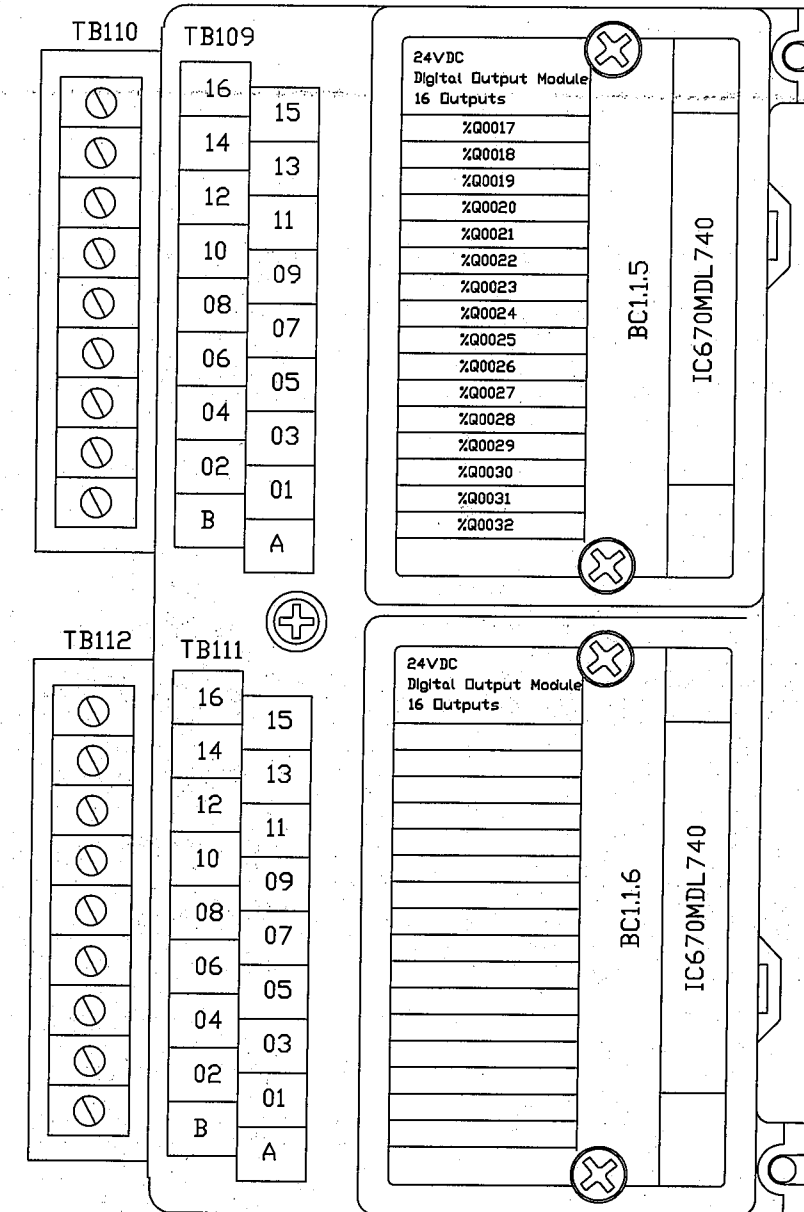 TB110
TB109
16
15
14
13
12
11
10
09
08
07
06
05
04
03
02
01
B
A
24VDC
Digital Output Module
16 Outputs
%Q0017
%Q0018
%Q0019
%Q0020
%Q0021
%Q0022
%Q0023
%Q0024
%Q0025
%Q0026
%Q0027
%Q0028
%Q0029
%Q0030
%Q0031
%Q0032
BC1.1.5
IC670MDL740
TB112
TB111
16
15
14
13
12
11
10
09
08
07
06
05
04
03
02
01
B
A
24VDC
Digital Output Module
16 Outputs
BC1.1.6
IC670MDL740